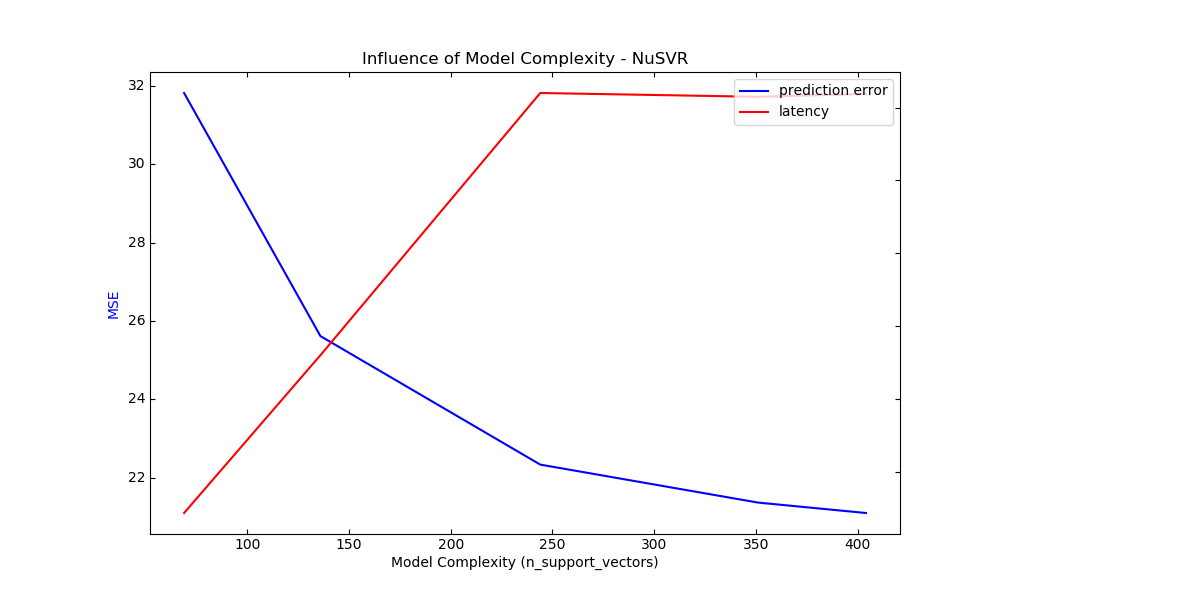 Influence of Model Complexity - NuSVR
prediction error
latency
32
30
28
26
24
22
MSE
100 150 200 250 300 350 400
Model Complexity (n_support_vectors)